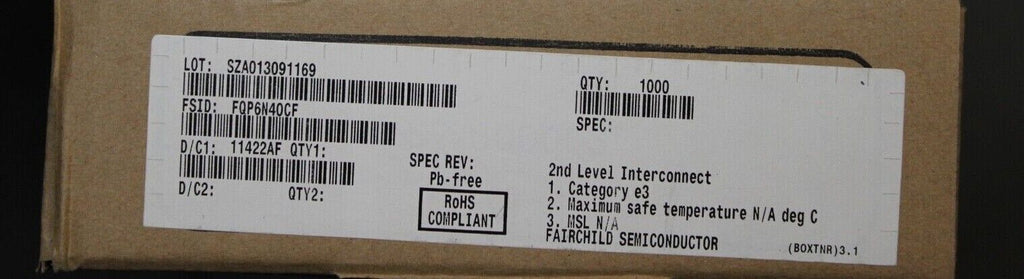 LOT: SZA013091169
QTY: 1000
FSID: FQP6N40CF
SPEC:
D/C1: 11422AF QTY1:
SPEC REV:
Pb-free
D/C2: QTY2:
RoHS
COMPLIANT
2nd Level Interconnect
1. Category e3
2. Maximum safe temperature N/A deg C
3. MSL N/A
FAIRCHILD SEMICONDUCTOR
(BOXTNR)3.1